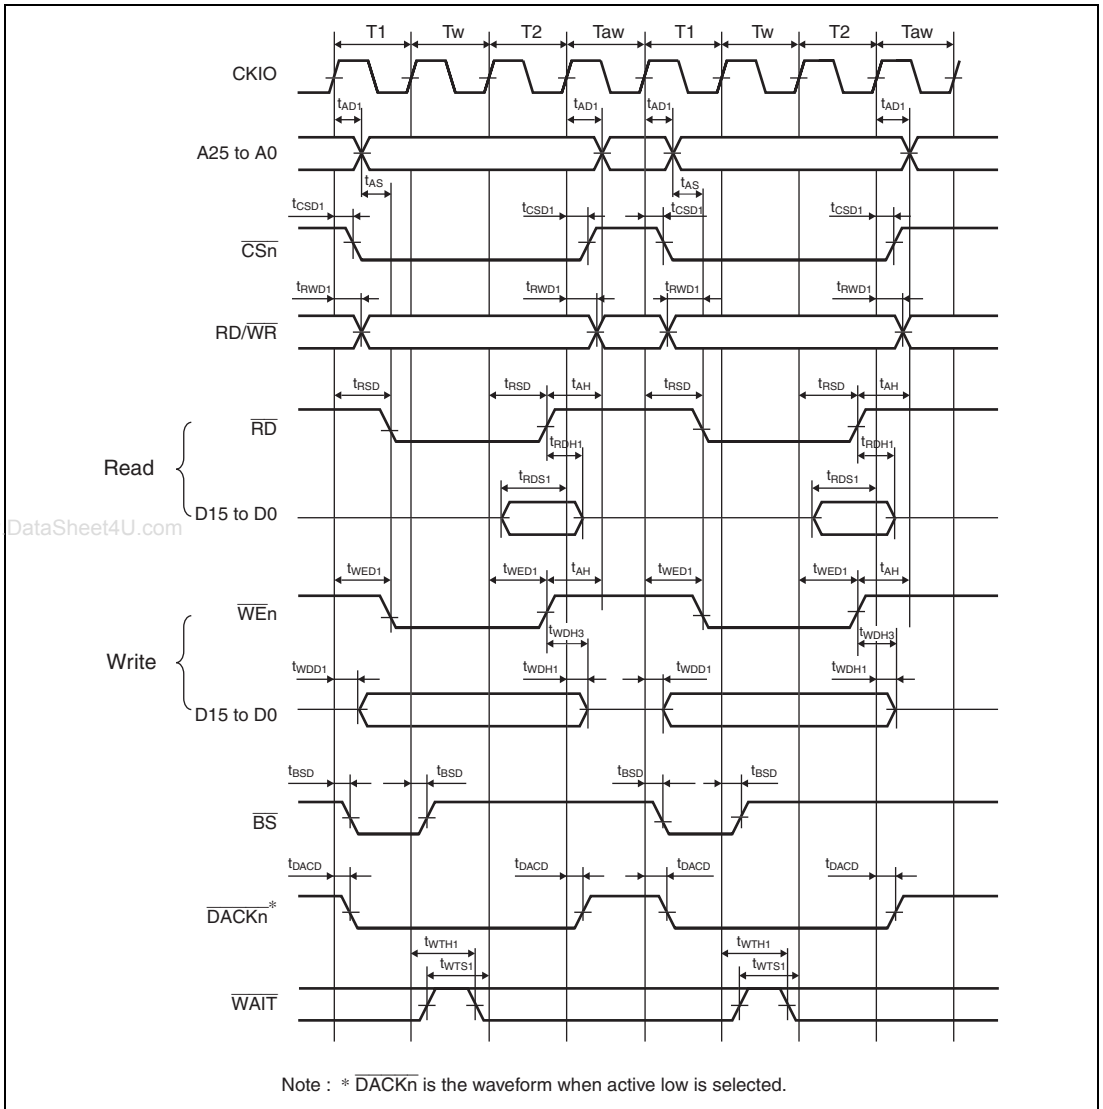 T1 Tw T2 Taw T1 Tw T2 Taw
CKIO
tAD1 tAD1 tAD1 tAD1
A25 to A0
tAS tAS
tCSD1 tCSD1 tCSD1 tCSD1
CSn
tRWD1 tRWD1 tRWD1 tRWD1
RD/WR
tRSD tRSD tAH tRSD tRSD tAH
RD
tRDH1 tRDH1
Read
tRDS1 tRDS1
D15 to D0
DataSheet4U.com
tWED1 tWED1 tAH tWED1 tWED1 tAH
WEn
tWDH3 tWDH3
Write
tWDD1 tWDH1 tWDD1 tWDH1
D15 to D0
tBSD tBSD tBSD tBSD
BS
tDACD tDACD tDACD tDACD
DACKn*
tWTH1 tWTH1
tWTS1 tWTS1
WAIT
Note : * DACKn is the waveform when active low is selected.